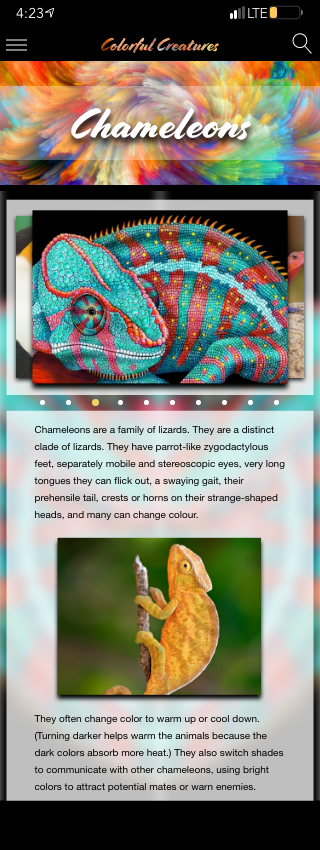 4:23
LTE
Colorful Creatures
Chameleons
Chameleons are a family of lizards. They are a distinct
clade of lizards. They have parrot-like zygodactylous
feet, separately mobile and stereoscopic eyes, very long
tongues they can flick out, a swaying gait, their
prehensile tail, crests or horns on their strange-shaped
heads, and many can change colour.
They often change color to warm up or cool down.
(Turning darker helps warm the animals because the
dark colors absorb more heat.) They also switch shades
to communicate with other chameleons, using bright
colors to attract potential mates or warn enemies.